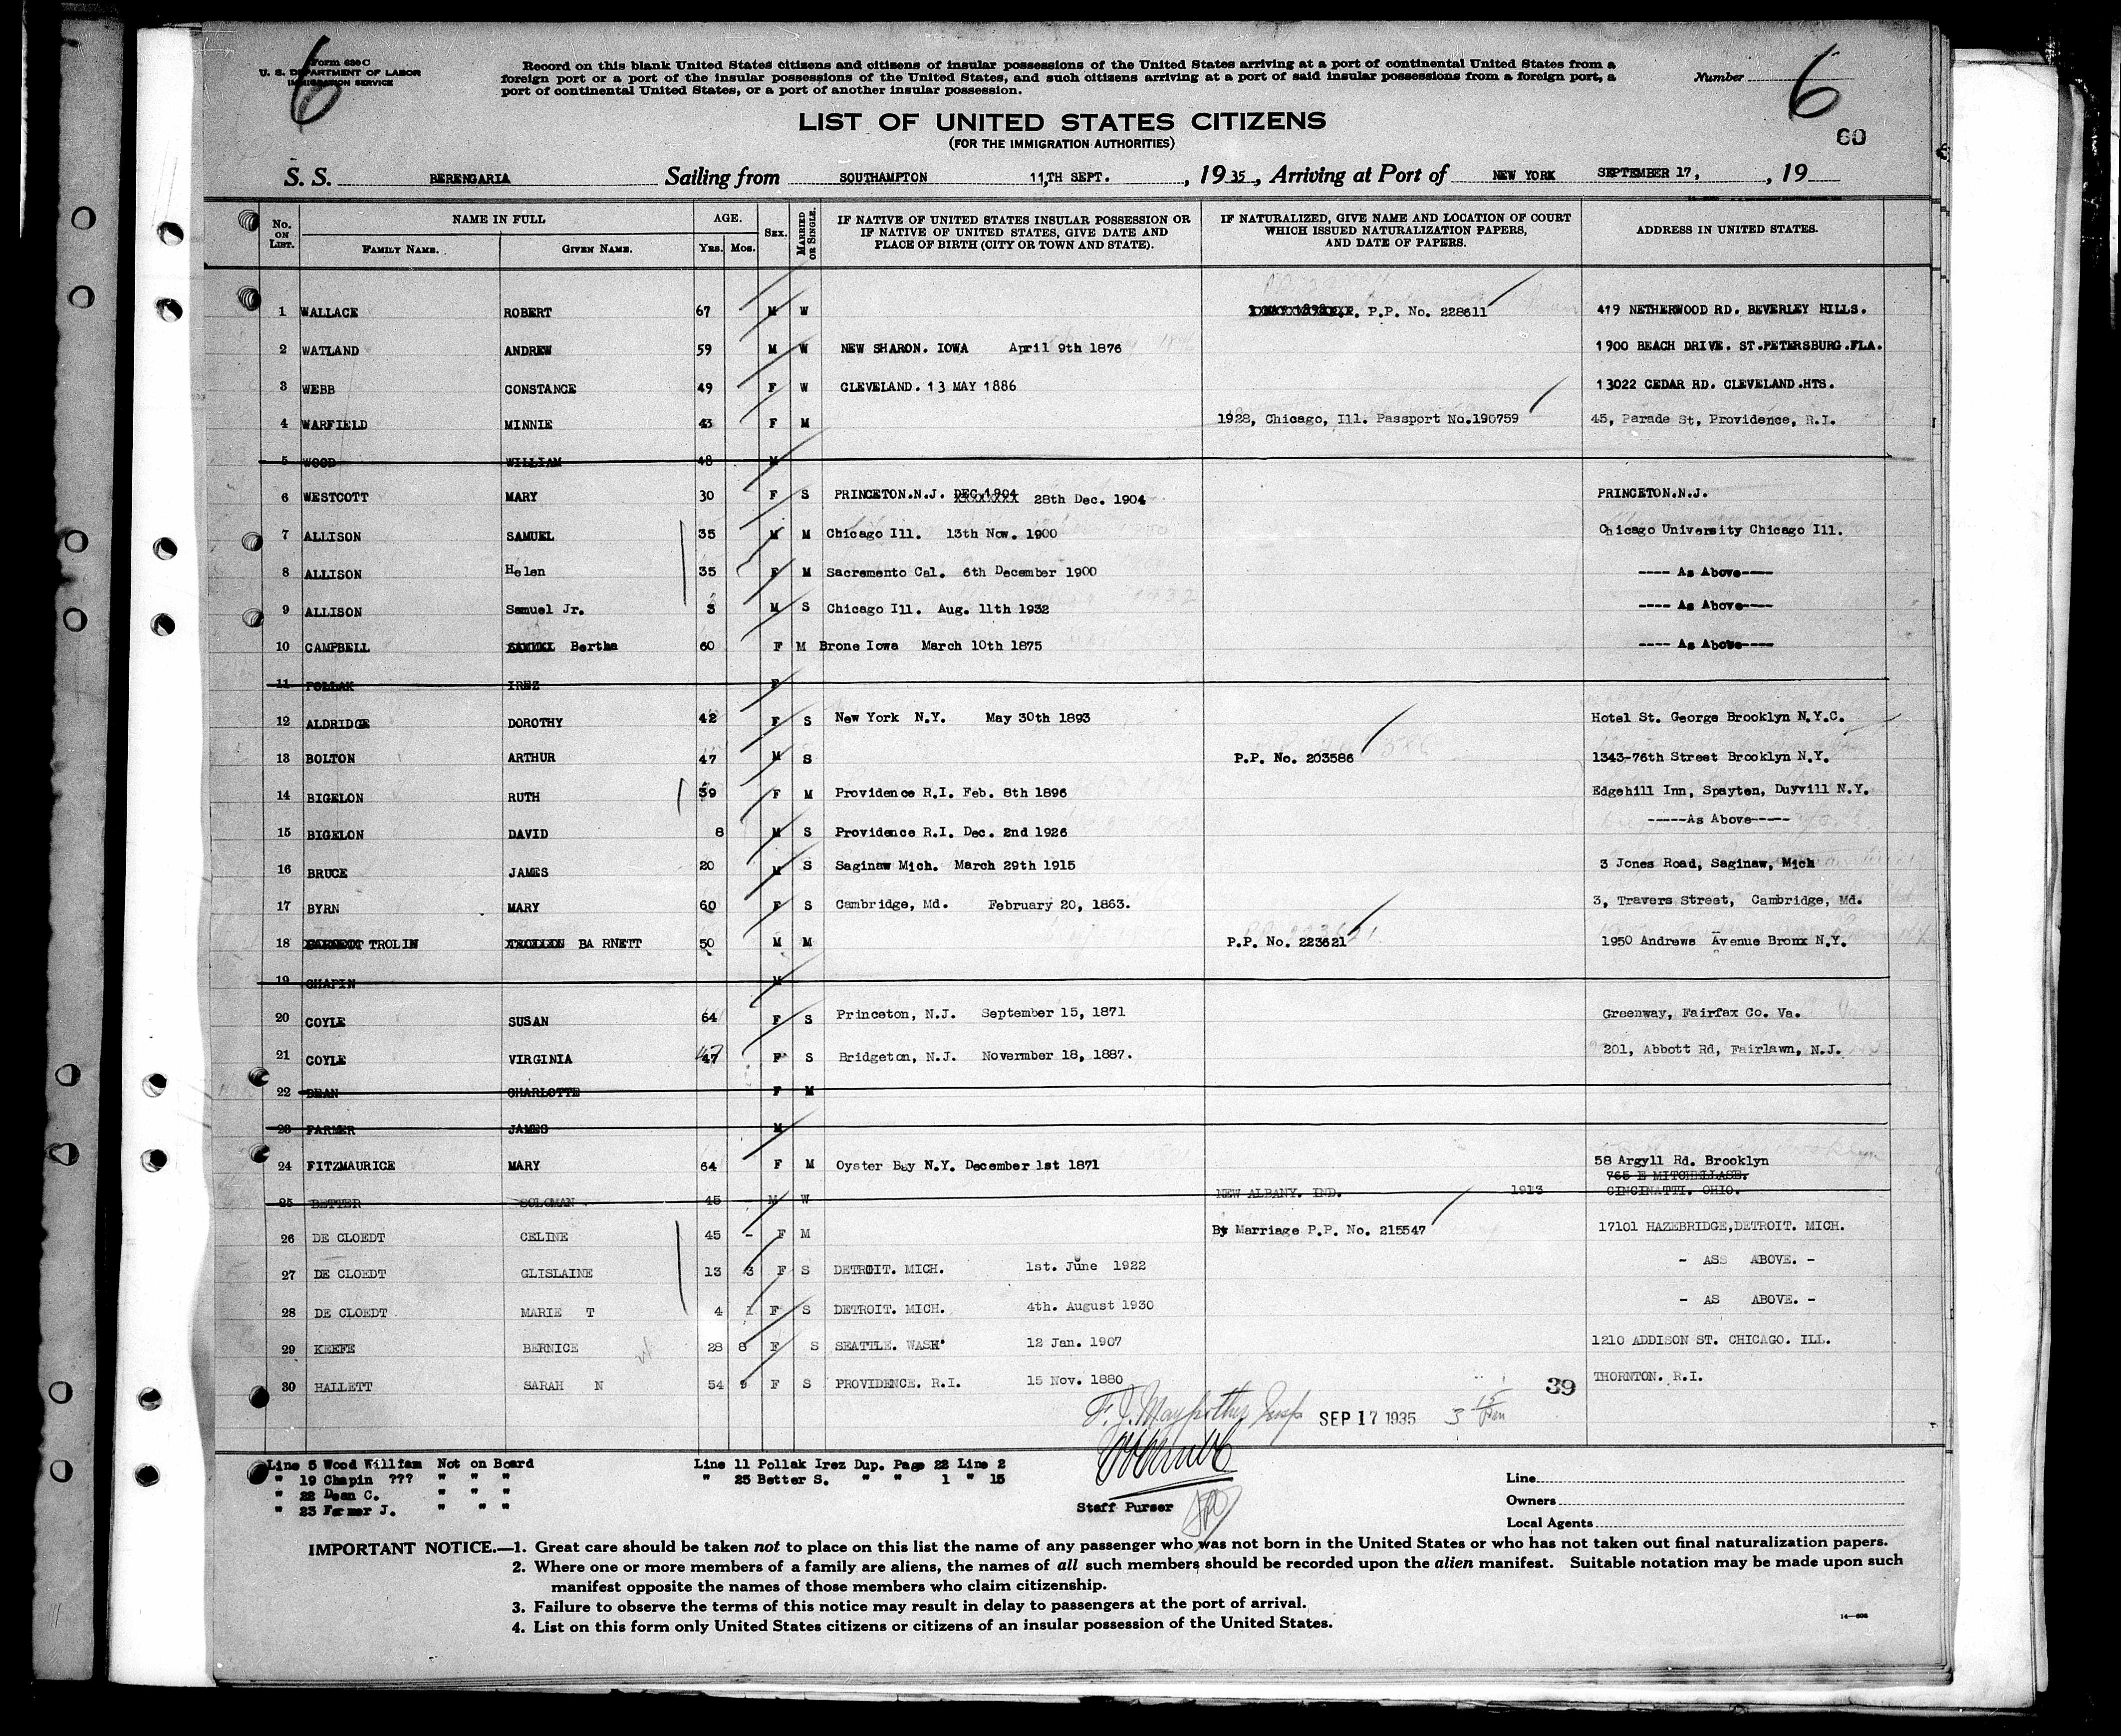 6
Form 630 C
U. S. DEPARTMENT OF LABOR
IMMIGRATION SERVICE
Record on this blank United States citizens and citizens of insular possessions of the United States arriving at a port of continental United States from a
foreign port or a port of the insular possessions of the United States, and such citizens arriving at a port of said insular possessions from a foreign port, a
port of continental United States, or a port of another insular possession.
Number 6
LIST OF UNITED STATES CITIZENS
(FOR THE IMMIGRATION AUTHORITIES)
60
S. S. BERENGARIA Sailing from SOUTHAMPTON 11,TH SEPT. , 19 35 , Arriving at Port of NEW YORK SEPTEMBER 17, , 19
No. ON LIST. NAME IN FULL FAMILY NAME. GIVEN NAME. AGE. YRS. MOS. SEX. MARRIED OR SINGLE. IF NATIVE OF UNITED STATES INSULAR POSSESSION OR IF NATIVE OF UNITED STATES, GIVE DATE AND PLACE OF BIRTH (CITY OR TOWN AND STATE). IF NATURALIZED, GIVE NAME AND LOCATION OF COURT WHICH ISSUED NATURALIZATION PAPERS, AND DATE OF PAPERS. ADDRESS IN UNITED STATES.
1 WALLACE ROBERT 67 M W P.P. No. 228611 419 NETHERWOOD RD. BEVERLEY HILLS.
2 WATLAND ANDREW 59 M W NEW SHARON. IOWA April 9th 1876 1900 BEACH DRIVE. ST.PETERSBURG.FLA.
3 WEBB CONSTANCE 49 F W CLEVELAND. 13 MAY 1886 13022 CEDAR RD. CLEVELAND.HTS.
4 WARFIELD MINNIE 43 F M 1928, Chicago, Ill. Passport No.190759 45, Parade St, Providence, R.I.
5 WOOD WILLIAM 48 M
6 WESTCOTT MARY 30 F S PRINCETON.N.J. DEC.1904 28th Dec. 1904 PRINCETON.N.J.
7 ALLISON SAMUEL 35 M M Chicago Ill. 13th Nov. 1900 Chicago University Chicago Ill.
8 ALLISON Helen 35 F M Sacremento Cal. 6th December 1900 ---- As Above----
9 ALLISON Samuel Jr. 3 M S Chicago Ill. Aug. 11th 1932 ---- As Above----
10 CAMPBELL Bertha 60 F M Brone Iowa March 10th 1875 ---- As Above----
11 POLLAK IREZ F
12 ALDRIDGE DOROTHY 42 F S New York N.Y. May 30th 1893 Hotel St. George Brooklyn N.Y.C.
13 BOLTON ARTHUR 47 M S P.P. No. 203586 1343-76th Street Brooklyn N.Y.
14 BIGELON RUTH 39 F M Providence R.I. Feb. 8th 1896 Edgehill Inn, Spayten, Duyvill N.Y.
15 BIGELON DAVID 8 M S Providence R.I. Dec. 2nd 1926 -----As Above-----
16 BRUCE JAMES 20 M S Saginaw Mich. March 29th 1915 3 Jones Road, Saginaw, Mich
17 BYRN MARY 60 F S Cambridge, Md. February 20, 1863. 3, Travers Street, Cambridge, Md.
18 TROLIN BA RNETT 50 M M P.P. No. 223621 1950 Andrews Avenue Bronx N.Y.
19 CHAPIN M
20 COYLE SUSAN 64 F S Princeton, N.J. September 15, 1871 Greenway, Fairfax Co. Va.
21 COYLE VIRGINIA 47 F S Bridgeton, N.J. Novermber 18, 1887. 201, Abbott Rd, Fairlawn, N.J.
22 DEAN CHARLOTTE F M
23 FARMER JAMES M
24 FITZMAURICE MARY 64 F M Oyster Bay N.Y. December 1st 1871 58 Argyll Rd. Brooklyn
765 E MITCHELLASE.
25 BETTER SOLOMAN 45 - M W NEW ALBANY. IND. 1913 CINCINATTI. OHIO.
26 DE CLOEDT CELINE 45 - F M By Marriage P.P. No. 215547 17101 HAZEBRIDGE,DETROIT. MICH.
27 DE CLOEDT GLISLAINE 13 3 F S DETROIT. MICH. 1st. June 1922 - ASS ABOVE. -
28 DE CLOEDT MARIE T 4 1 F S DETROIT. MICH. 4th. August 1930 - AS ABOVE. -
29 KEEFE BERNICE 28 8 F S SEATTLE. WASH. 12 Jan. 1907 1210 ADDISON ST. CHICAGO. ILL.
30 HALLETT SARAH N 54 9 F S PROVIDENCE. R.I. 15 Nov. 1880 THORNTON. R.I.
39
SEP 17 1935
Line 5 Wood William Not on Board Line 11 Pollak Irez Dup. Page 22 Line 2
" 19 Chapin ??? " " " " 25 Better S. " " 1 " 15
" 22 Dean C. " " "
" 23 Farmer J. " " "
Staff Purser
Line
Owners
Local Agents
IMPORTANT NOTICE.—1. Great care should be taken not to place on this list the name of any passenger who was not born in the United States or who has not taken out final naturalization papers.
2. Where one or more members of a family are aliens, the names of all such members should be recorded upon the alien manifest. Suitable notation may be made upon such
manifest opposite the names of those members who claim citizenship.
3. Failure to observe the terms of this notice may result in delay to passengers at the port of arrival.
4. List on this form only United States citizens or citizens of an insular possession of the United States.